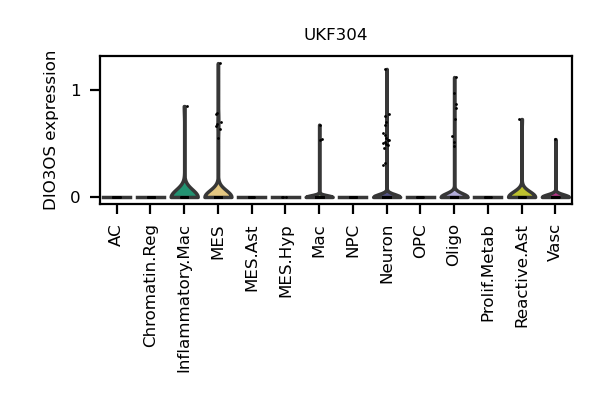 UKF304
DIO3OS expression
1
0
AC
Chromatin.Reg
Inflammatory.Mac
MES
MES.Ast
MES.Hyp
Mac
NPC
Neuron
OPC
Oligo
Prolif.Metab
Reactive.Ast
Vasc